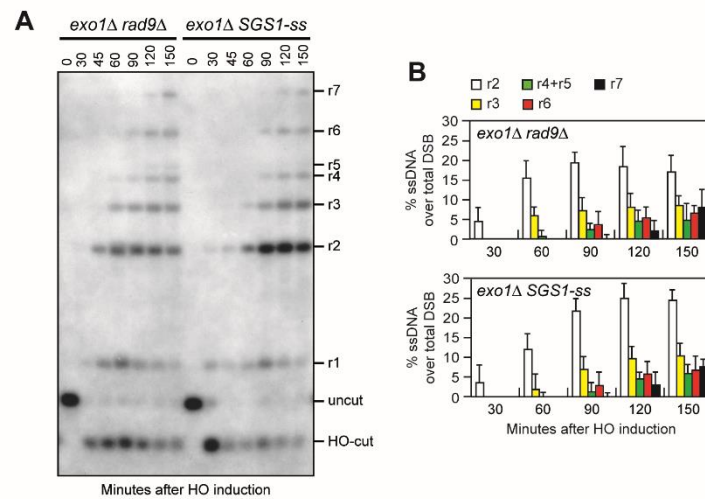 A
exo1Δ rad9Δ exo1Δ SGS1-ss
0 30 45 60 90 120 150 0 30 45 60 90 120 150
r7
r6
r5
r4
r3
r2
r1
uncut
HO-cut
Minutes after HO induction
B
r2 r4+r5 r7
r3 r6
exo1Δ rad9Δ
% ssDNA
over total DSB
30
25
20
15
10
5
0
30 60 90 120 150
exo1Δ SGS1-ss
% ssDNA
over total DSB
30
25
20
15
10
5
0
30 60 90 120 150
Minutes after HO induction